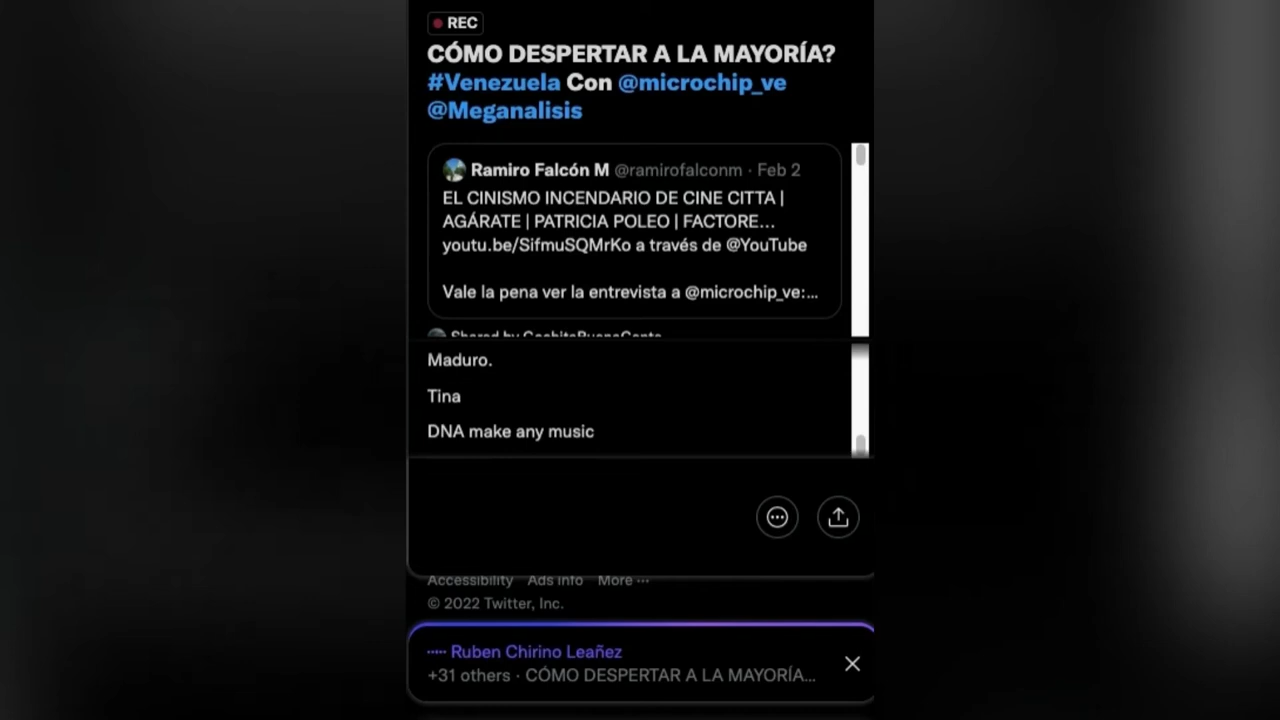 REC
CÓMO DESPERTAR A LA MAYORÍA?
#Venezuela Con @microchip_ve
@Meganalisis
Ramiro Falcón M @ramirofalconm · Feb 2
EL CINISMO INCENDARIO DE CINE CITTA |
AGÁRATE | PATRICIA POLEO | FACTORE...
youtu.be/SifmuSQMrKo a través de @YouTube
Vale la pena ver la entrevista a @microchip_ve:...
Shared by GochitaBuenaGente
Maduro.
Tina
DNA make any music
Accessibility Ads info More ···
© 2022 Twitter, Inc.
Ruben Chirino Leañez
+31 others · CÓMO DESPERTAR A LA MAYORÍA...